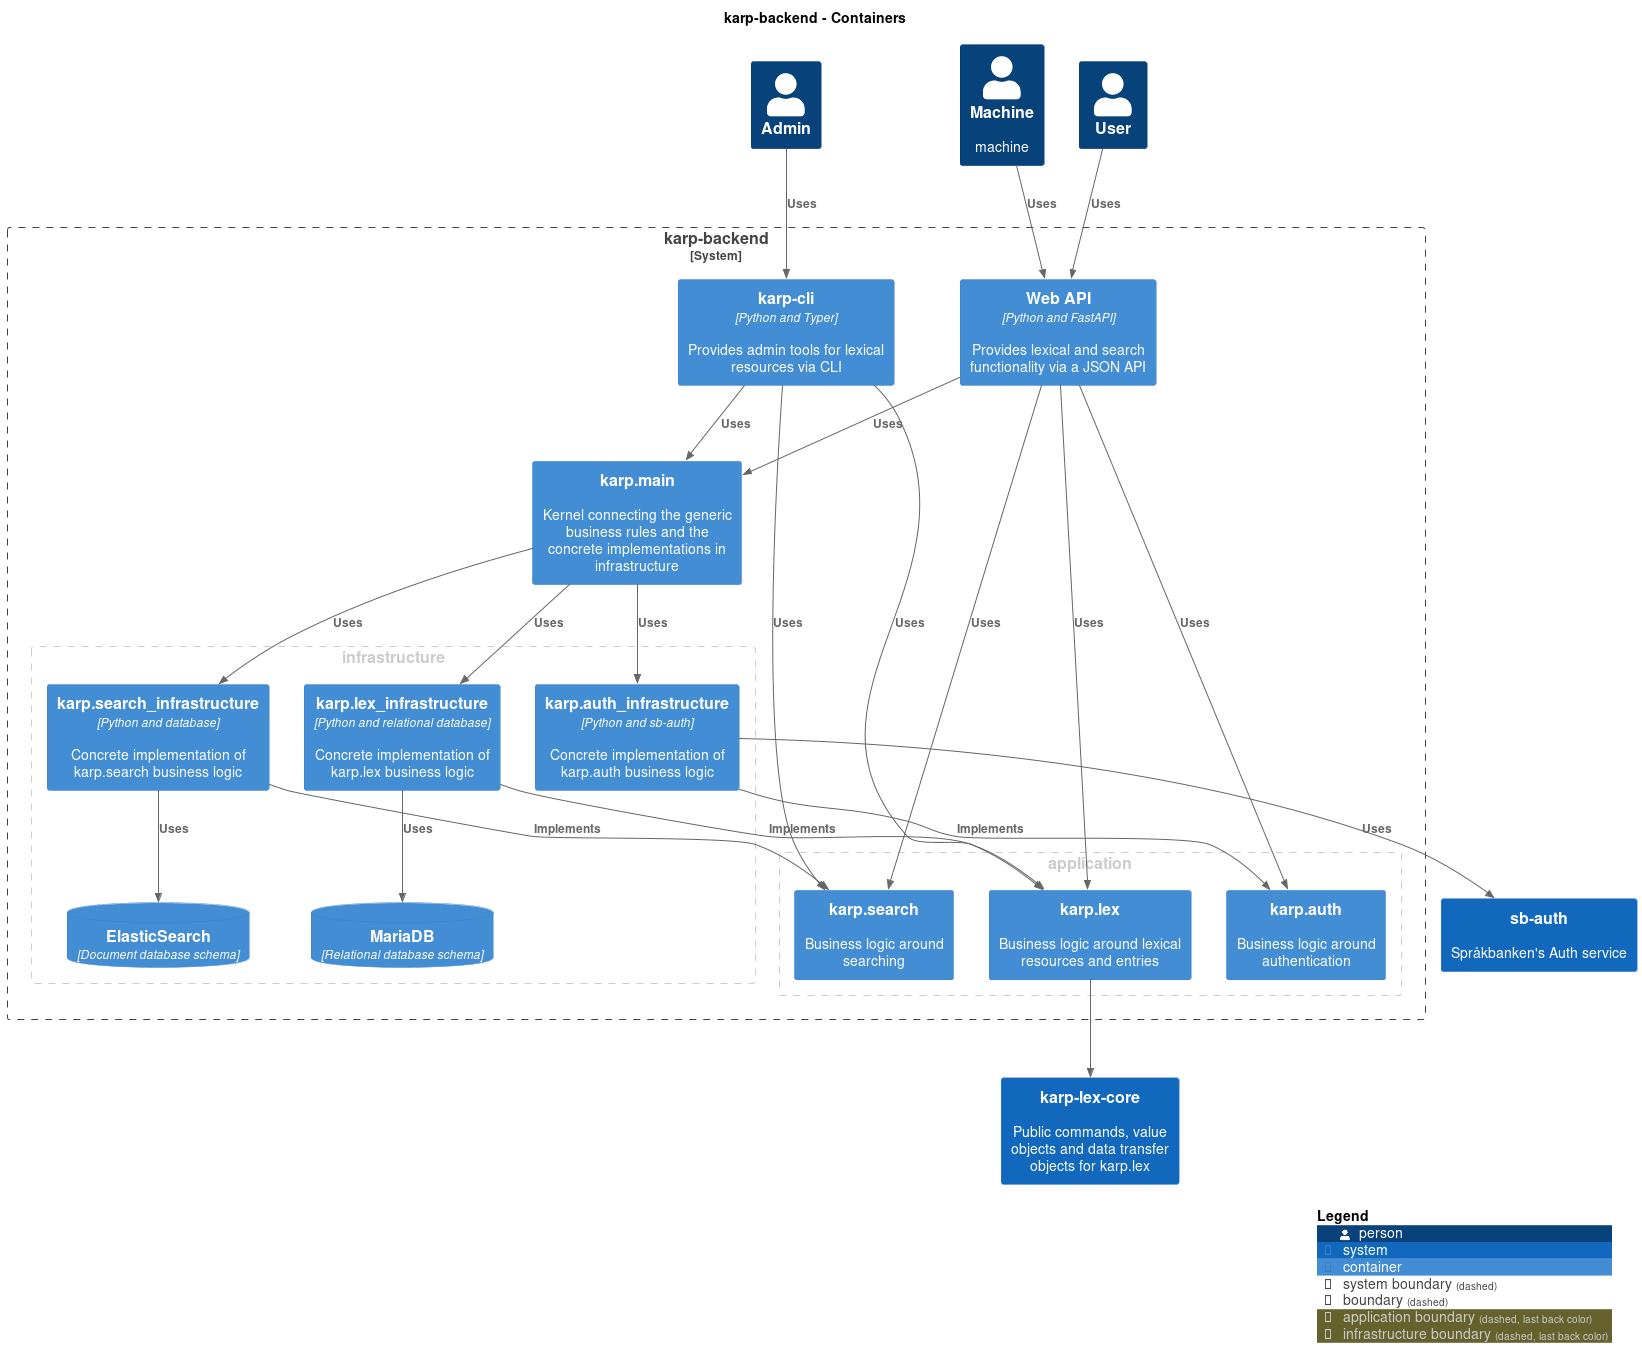 karp-backend - Containers
Admin
Machine
machine
User
Uses
Uses
Uses
karp-backend
[System]
karp-cli
[Python and Typer]
Provides admin tools for lexical
resources via CLI
Web API
[Python and FastAPI]
Provides lexical and search
functionality via a JSON API
Uses
Uses
karp.main
Kernel connecting the generic
business rules and the
concrete implementations in
infrastructure
Uses
Uses
Uses
Uses
Uses
Uses
Uses
Uses
infrastructure
karp.search_infrastructure
[Python and database]
Concrete implementation of
karp.search business logic
karp.lex_infrastructure
[Python and relational database]
Concrete implementation of
karp.lex business logic
karp.auth_infrastructure
[Python and sb-auth]
Concrete implementation of
karp.auth business logic
Uses
Uses
Implements
Implements
Implements
Uses
ElasticSearch
[Document database schema]
MariaDB
[Relational database schema]
application
karp.search
Business logic around
searching
karp.lex
Business logic around lexical
resources and entries
karp.auth
Business logic around
authentication
sb-auth
Språkbanken's Auth service
karp-lex-core
Public commands, value
objects and data transfer
objects for karp.lex
Legend
person
system
container
system boundary (dashed)
boundary (dashed)
application boundary (dashed, last back color)
infrastructure boundary (dashed, last back color)